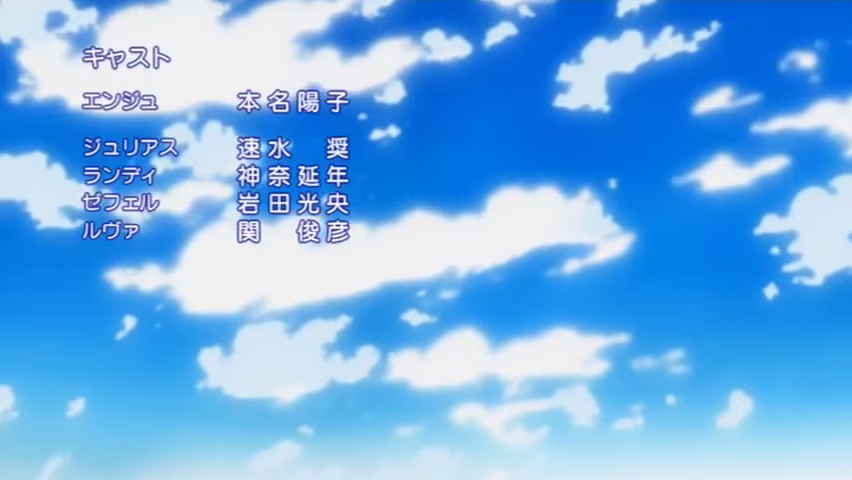 キャスト
エンジュ 本名陽子
ジュリアス 速水 奨
ランディ 神奈延年
ゼフェル 岩田光央
ルヴァ 関 俊彦